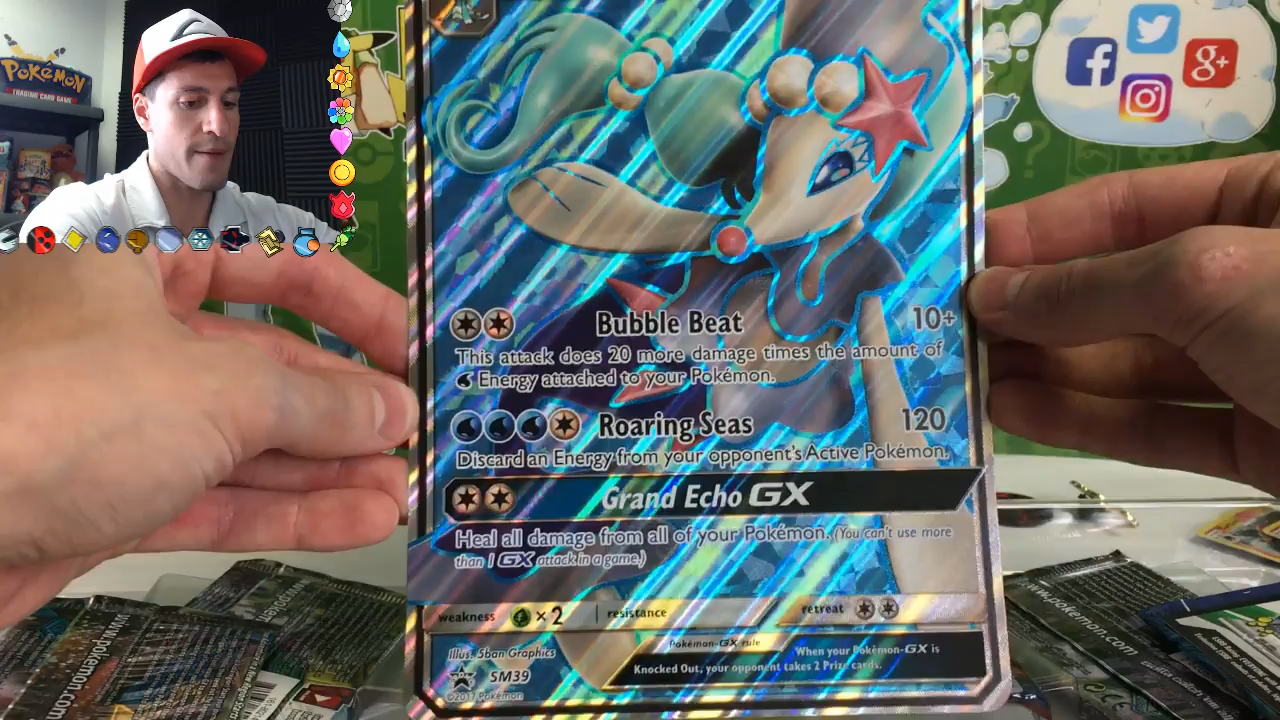 Pokémon
TRADING CARD GAME
f
g+
Bubble Beat 10+
This attack does 20 more damage times the amount of
Energy attached to your Pokémon.
Roaring Seas 120
Discard an Energy from your opponent's Active Pokémon.
Grand Echo GX
Heal all damage from all of your Pokémon. (You can't use more
than 1 GX attack in a game.)
weakness × 2 resistance retreat
Pokémon-GX rule When your Pokémon-GX is
Knocked Out, your opponent takes 2 Prize cards.
Illus. 5ban Graphics
SM39
©2017 Pokémon
www.pokemon.com
www.pokemon.com